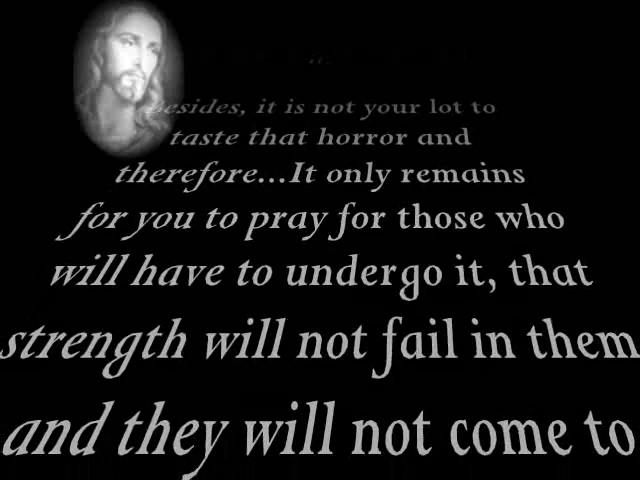 Besides, it is not your lot to
taste that horror and
therefore...It only remains
for you to pray for those who
will have to undergo it, that
strength will not fail in them
and they will not come to